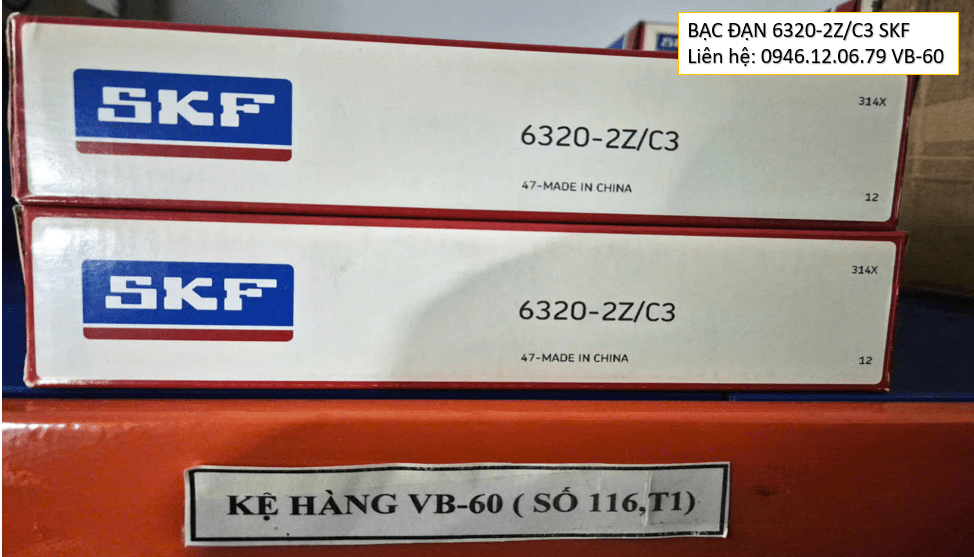 BẠC ĐẠN 6320-2Z/C3 SKF
Liên hệ: 0946.12.06.79 VB-60
314X
SKF
6320-2Z/C3
47-MADE IN CHINA
12
314X
SKF
6320-2Z/C3
47-MADE IN CHINA
12
KỆ HÀNG VB-60 ( SỐ 116,T1)